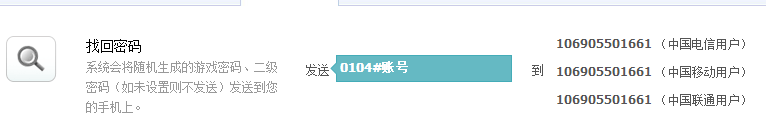 找回密码
系统会将随机生成的游戏密码、二级
密码（如未设置则不发送）发送到您
的手机上。
发送 0104#账号 到
106905501661 （中国电信用户）
106905501661 （中国移动用户）
106905501661 （中国联通用户）